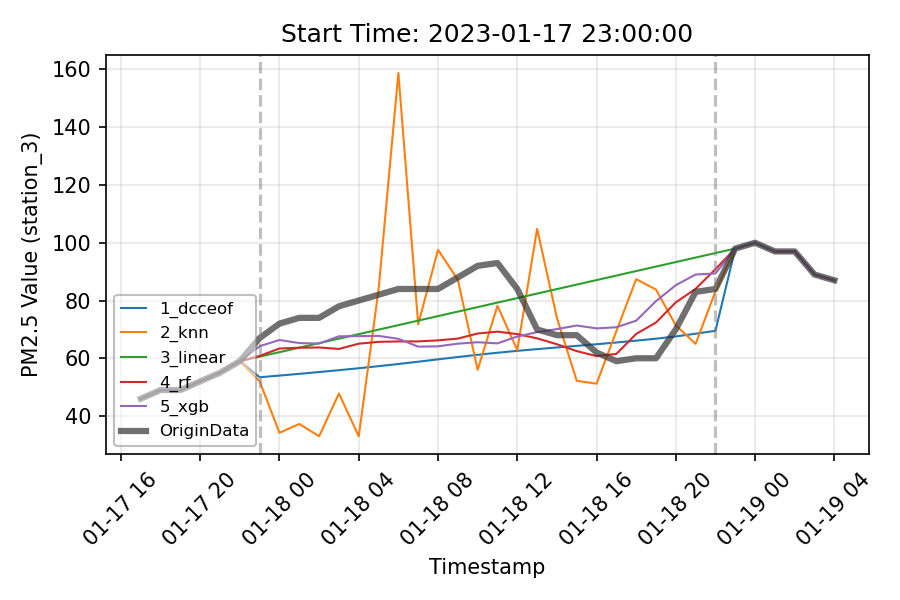 Start Time: 2023-01-17 23:00:00
PM2.5 Value (station_3)
160
140
120
100
80
60
40
1_dcceof
2_knn
3_linear
4_rf
5_xgb
OriginData
01-17 16
01-17 20
01-18 00
01-18 04
01-18 08
01-18 12
01-18 16
01-18 20
01-19 00
01-19 04
Timestamp